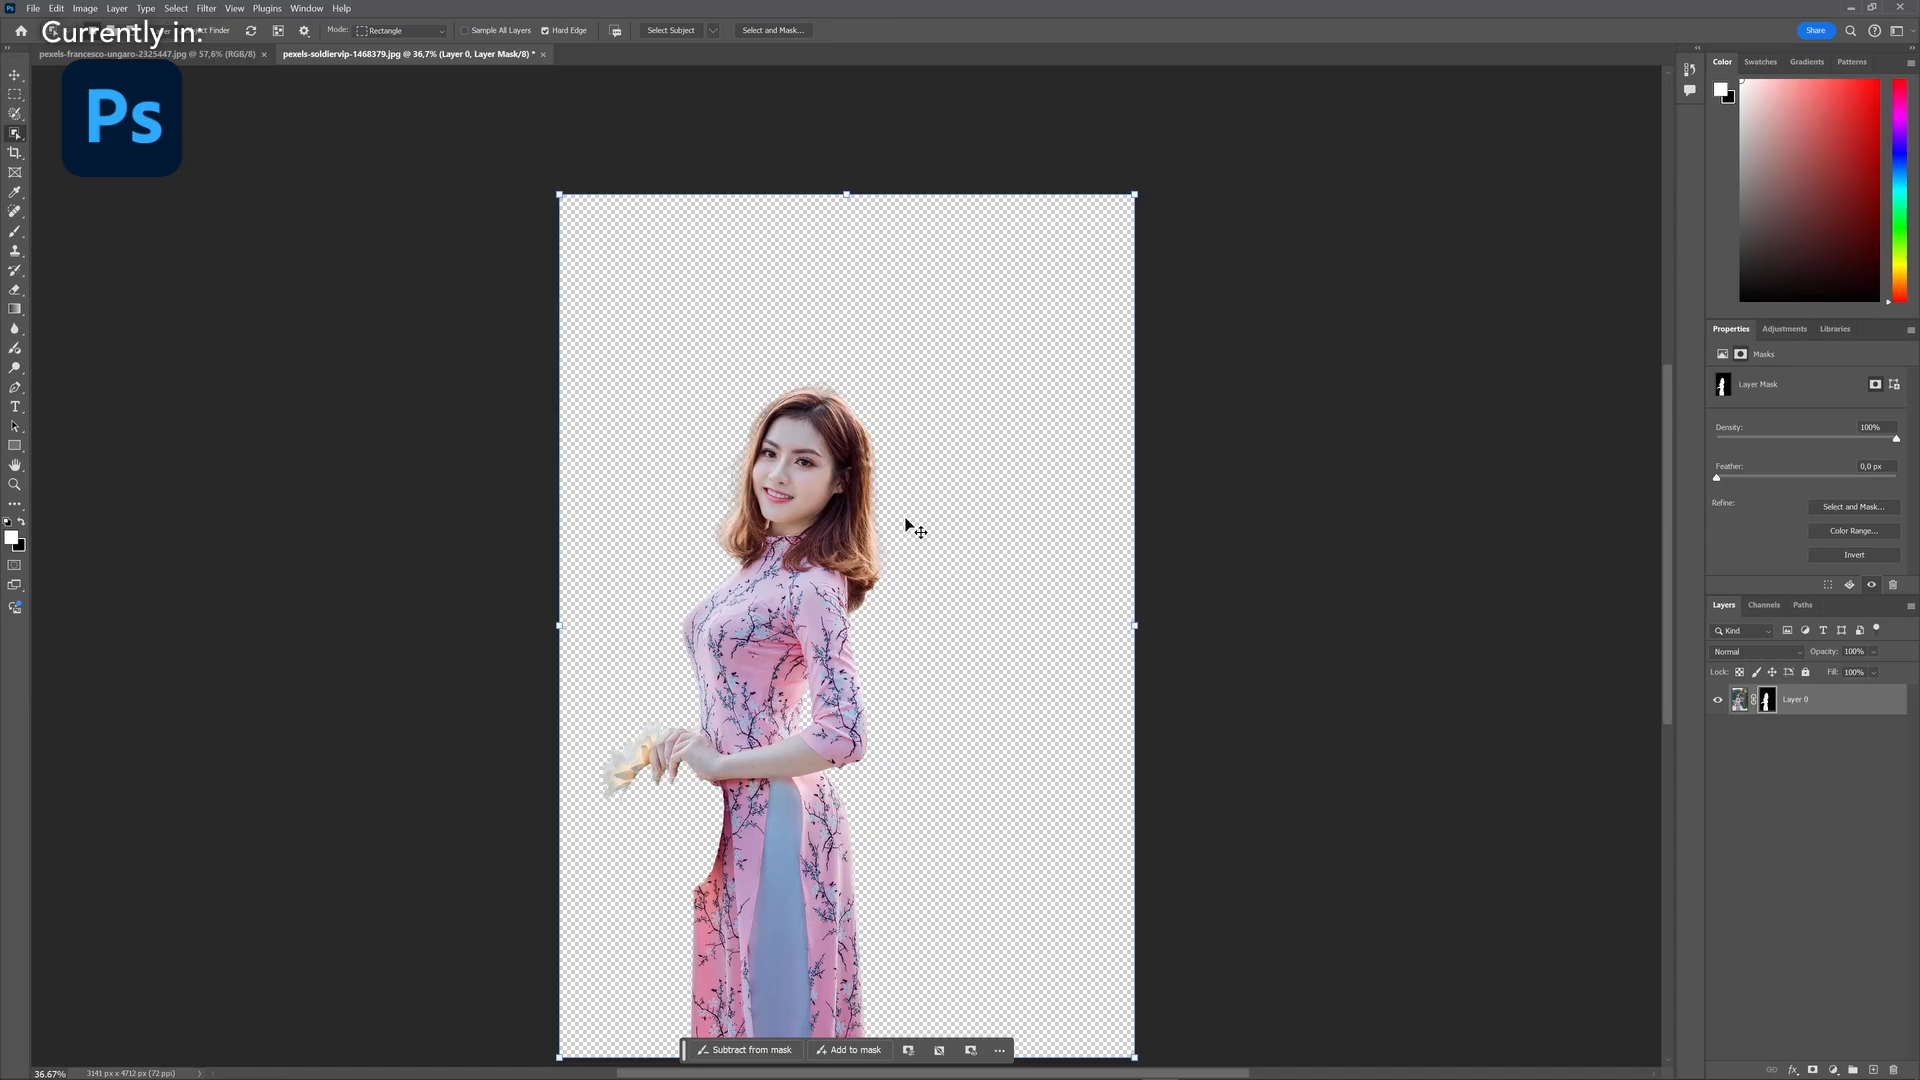 File Edit Image Layer Type Select Filter View Plugins Window Help
Currently in:
Finder Mode: Rectangle Sample All Layers Hard Edge Select Subject Select and Mask... Share
pexels-francesco-ungaro-2325447.jpg @ 57,6% (RGB/8) pexels-soldiervip-1468379.jpg @ 36,7% (Layer 0, Layer Mask/8) *
Ps
Color Swatches Gradients Patterns
Properties Adjustments Libraries
Masks
Layer Mask
Density: 100%
Feather: 0,0 px
Refine: Select and Mask...
Color Range...
Invert
Layers Channels Paths
Kind
Normal Opacity: 100%
Lock: Fill: 100%
Layer 0
Subtract from mask Add to mask
36.67% 3141 px x 4712 px (72 ppi)